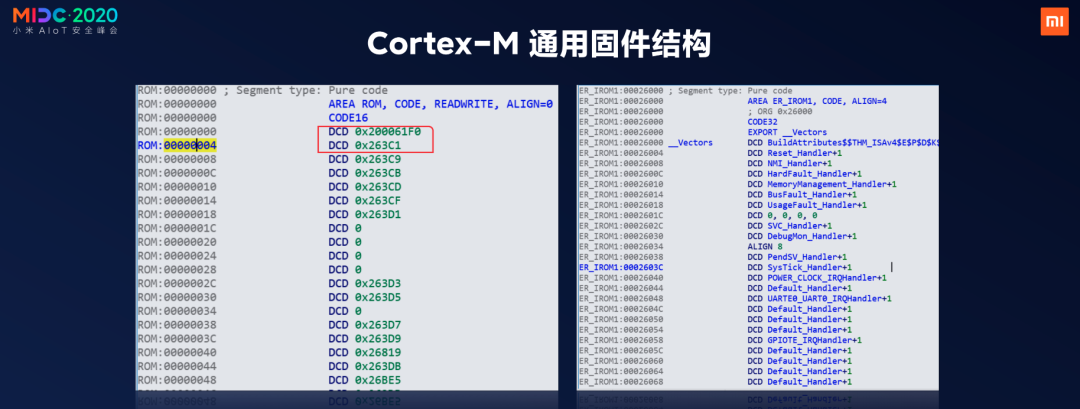 MIDC·2020
小米 AIoT 安全峰会
Cortex-M 通用固件结构
ROM:00000000 ; Segment type: Pure code
ROM:00000000 AREA ROM, CODE, READWRITE, ALIGN=0
ROM:00000000 CODE16
ROM:00000000 DCD 0x200061F0
ROM:00000004 DCD 0x263C1
ROM:00000008 DCD 0x263C9
ROM:0000000C DCD 0x263CB
ROM:00000010 DCD 0x263CD
ROM:00000014 DCD 0x263CF
ROM:00000018 DCD 0x263D1
ROM:0000001C DCD 0
ROM:00000020 DCD 0
ROM:00000024 DCD 0
ROM:00000028 DCD 0
ROM:0000002C DCD 0x263D3
ROM:00000030 DCD 0x263D5
ROM:00000034 DCD 0
ROM:00000038 DCD 0x263D7
ROM:0000003C DCD 0x263D9
ROM:00000040 DCD 0x26819
ROM:00000044 DCD 0x263DB
ROM:00000048 DCD 0x26BE5
ER_IROM1:00026000 ; Segment type: Pure code
ER_IROM1:00026000 AREA ER_IROM1, CODE, ALIGN=4
ER_IROM1:00026000 ; ORG 0x26000
ER_IROM1:00026000 CODE32
ER_IROM1:00026000 EXPORT __Vectors
ER_IROM1:00026000 __Vectors DCD BuildAttributes$$THM_ISAv4$E$P$D$K$
ER_IROM1:00026004 DCD Reset_Handler+1
ER_IROM1:00026008 DCD NMI_Handler+1
ER_IROM1:0002600C DCD HardFault_Handler+1
ER_IROM1:00026010 DCD MemoryManagement_Handler+1
ER_IROM1:00026014 DCD BusFault_Handler+1
ER_IROM1:00026018 DCD UsageFault_Handler+1
ER_IROM1:0002601C DCD 0, 0, 0, 0
ER_IROM1:0002602C DCD SVC_Handler+1
ER_IROM1:00026030 DCD DebugMon_Handler+1
ER_IROM1:00026034 ALIGN 8
ER_IROM1:00026038 DCD PendSV_Handler+1
ER_IROM1:0002603C DCD SysTick_Handler+1
ER_IROM1:00026040 DCD POWER_CLOCK_IRQHandler+1
ER_IROM1:00026044 DCD Default_Handler+1
ER_IROM1:00026048 DCD UARTE0_UART0_IRQHandler+1
ER_IROM1:0002604C DCD Default_Handler+1
ER_IROM1:00026050 DCD Default_Handler+1
ER_IROM1:00026054 DCD Default_Handler+1
ER_IROM1:00026058 DCD GPIOTE_IRQHandler+1
ER_IROM1:0002605C DCD Default_Handler+1
ER_IROM1:00026060 DCD Default_Handler+1
ER_IROM1:00026064 DCD Default_Handler+1
ER_IROM1:00026068 DCD Default_Handler+1